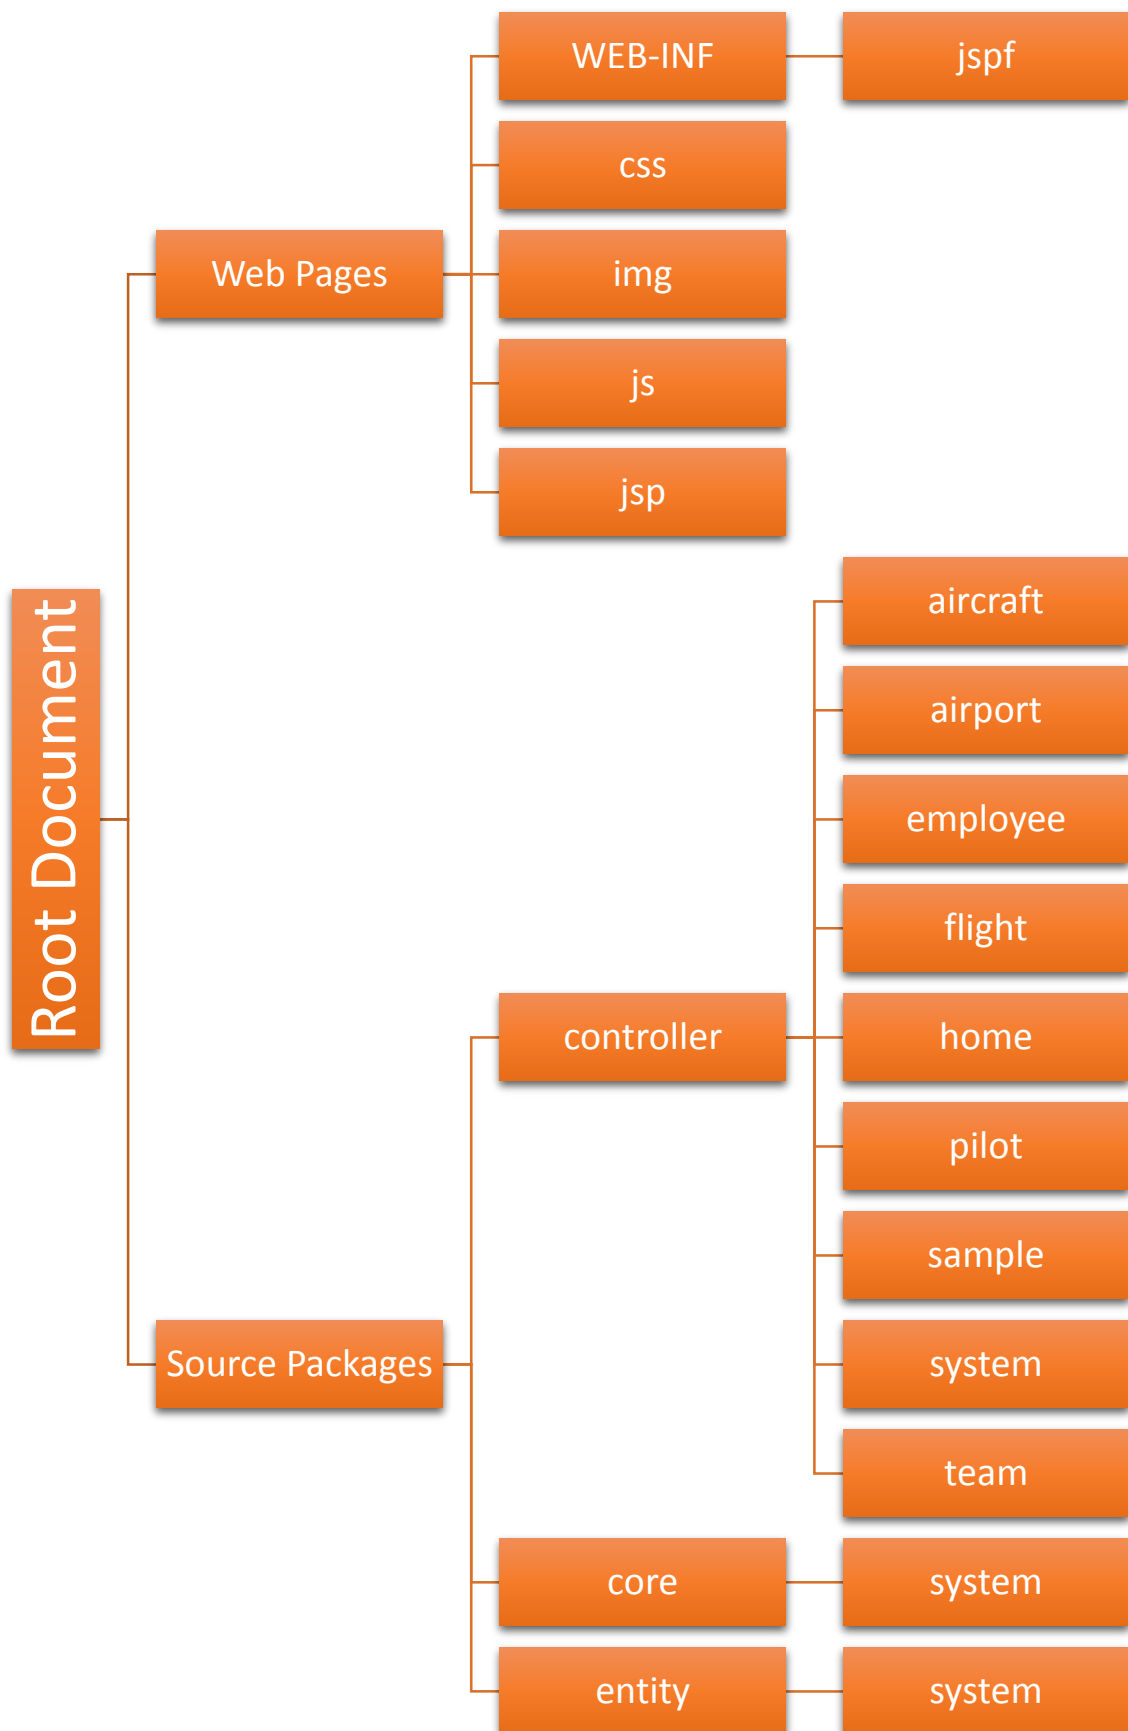 Root Document
Web Pages
WEB-INF
jspf
css
img
js
jsp
Source Packages
controller
aircraft
airport
employee
flight
home
pilot
sample
system
team
core
system
entity
system